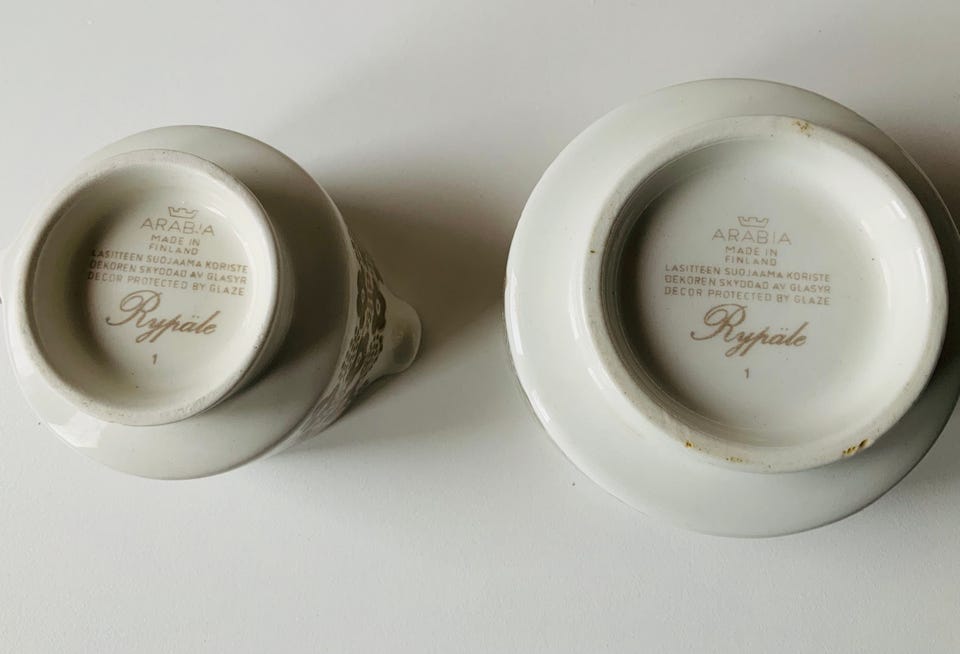 ARABIA
MADE IN
FINLAND
LASITTEEN SUOJAAMA KORISTE
DEKOREN SKYDDAD AV GLASYR
DECOR PROTECTED BY GLAZE
Rypäle
1
ARABIA
MADE IN
FINLAND
LASITTEEN SUOJAAMA KORISTE
DEKOREN SKYDDAD AV GLASYR
DECOR PROTECTED BY GLAZE
Rypäle
1